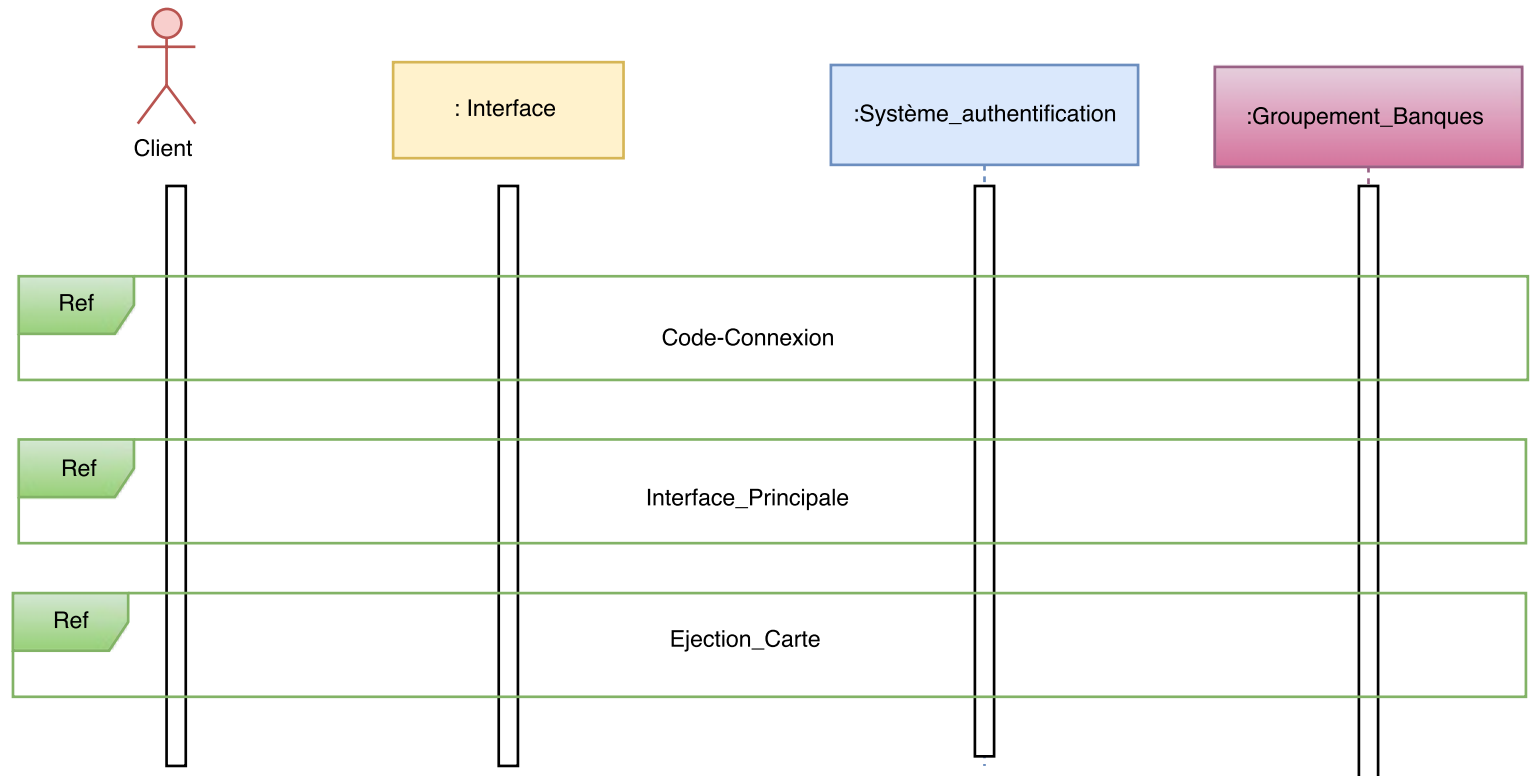 Client
: Interface
:Système_authentification
:Groupement_Banques
Ref
Code-Connexion
Ref
Interface_Principale
Ref
Ejection_Carte